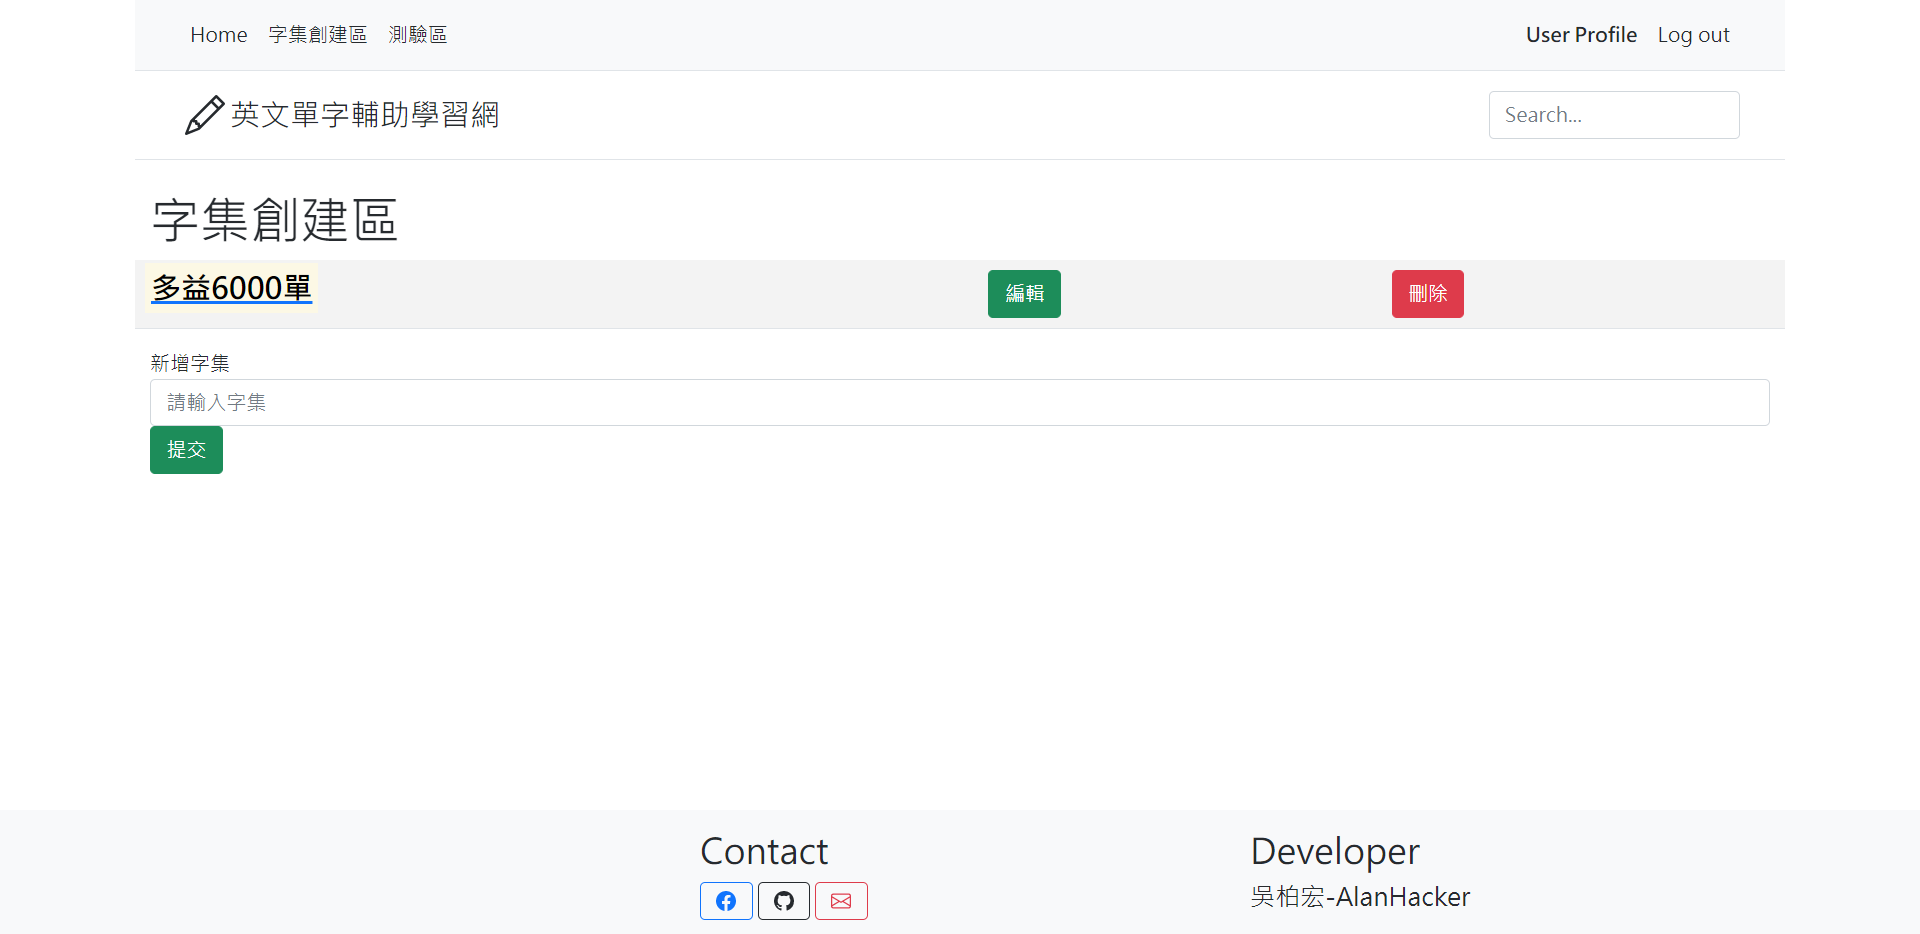 Home 字集創建區 測驗區 User Profile Log out
英文單字輔助學習網 Search...
字集創建區
多益6000單 編輯 刪除
新增字集
請輸入字集
提交
Contact Developer
吳柏宏-AlanHacker